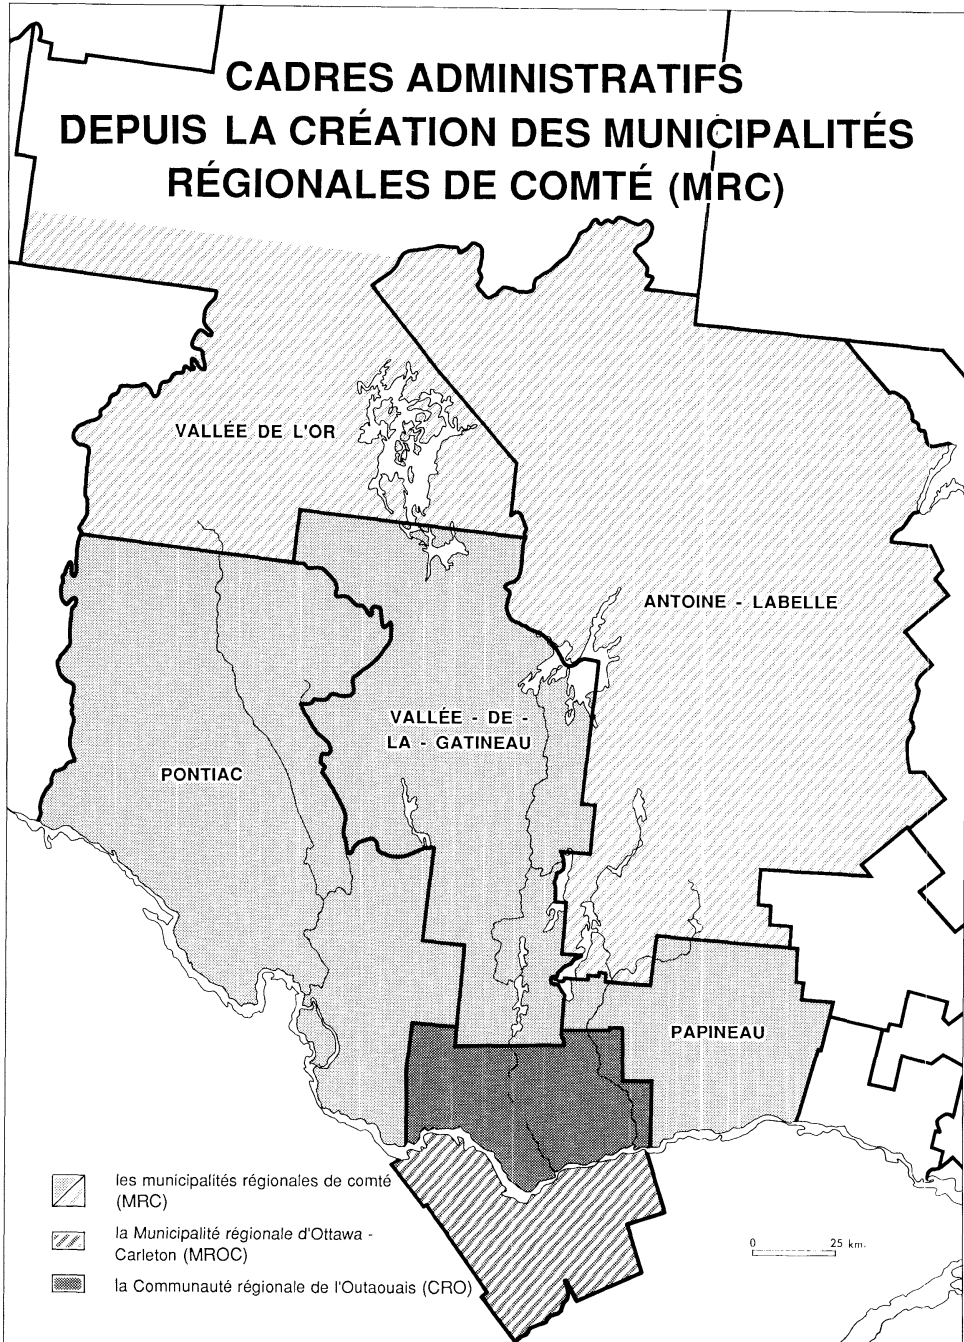 CADRES ADMINISTRATIFS
DEPUIS LA CRÉATION DES MUNICIPALITÉS
RÉGIONALES DE COMTÉ (MRC)
VALLÉE DE L'OR
ANTOINE - LABELLE
VALLÉE - DE -
LA - GATINEAU
PONTIAC
PAPINEAU
les municipalités régionales de comté
(MRC)
la Municipalité régionale d'Ottawa -
Carleton (MROC)
la Communauté régionale de l'Outaouais (CRO)
0 25 km.